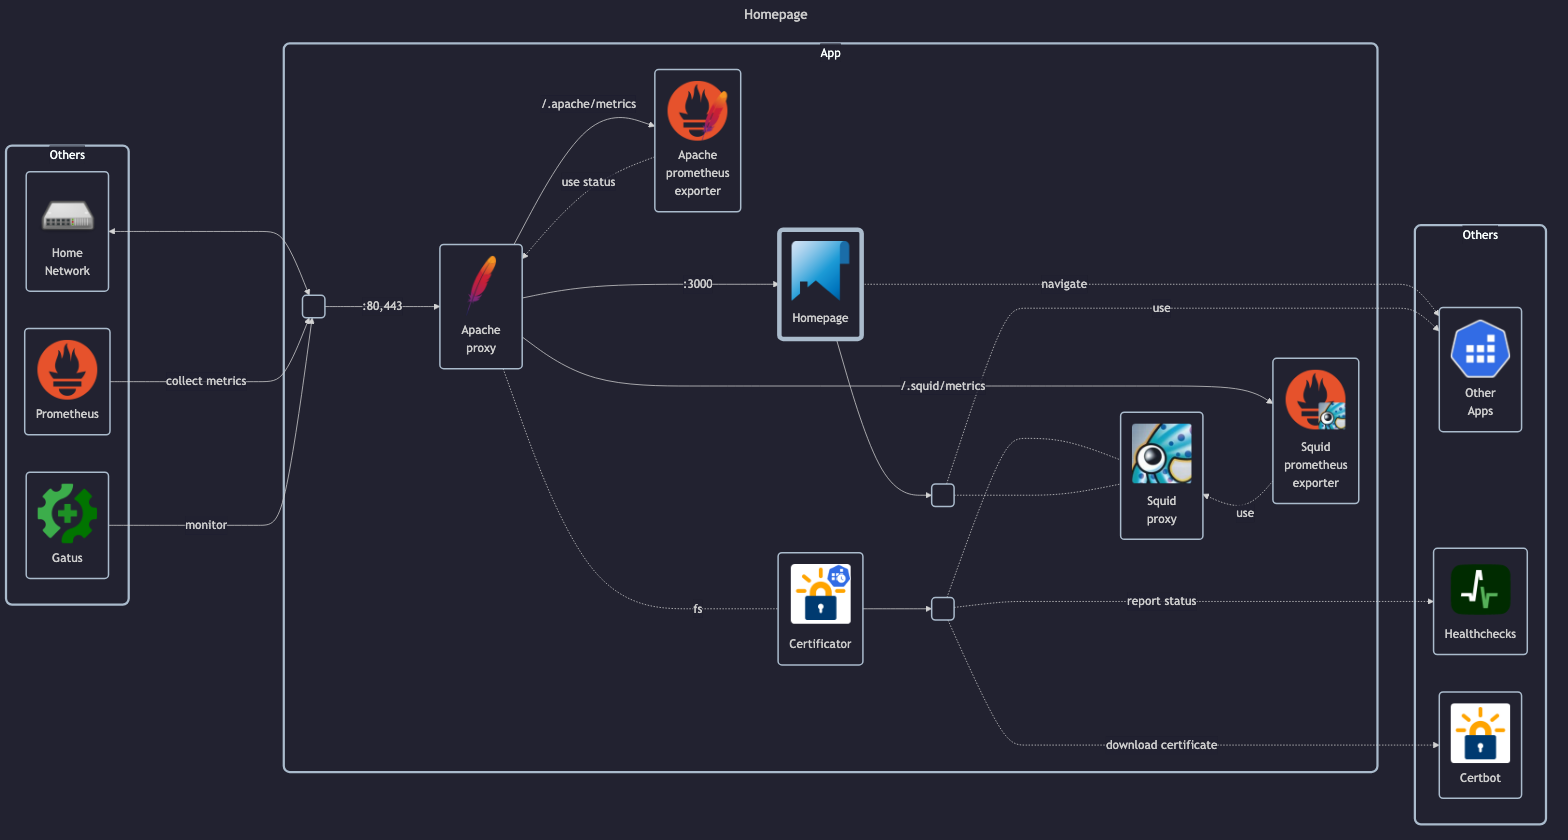 Homepage
App
Others
Home
Network
Prometheus
Gatus
collect metrics
monitor
:80,443
Apache
proxy
/.apache/metrics
use status
Apache
prometheus
exporter
:3000
Homepage
/.squid/metrics
fs
Certificator
navigate
use
Squid
proxy
use
Squid
prometheus
exporter
report status
download certificate
Others
Other
Apps
Healthchecks
Certbot